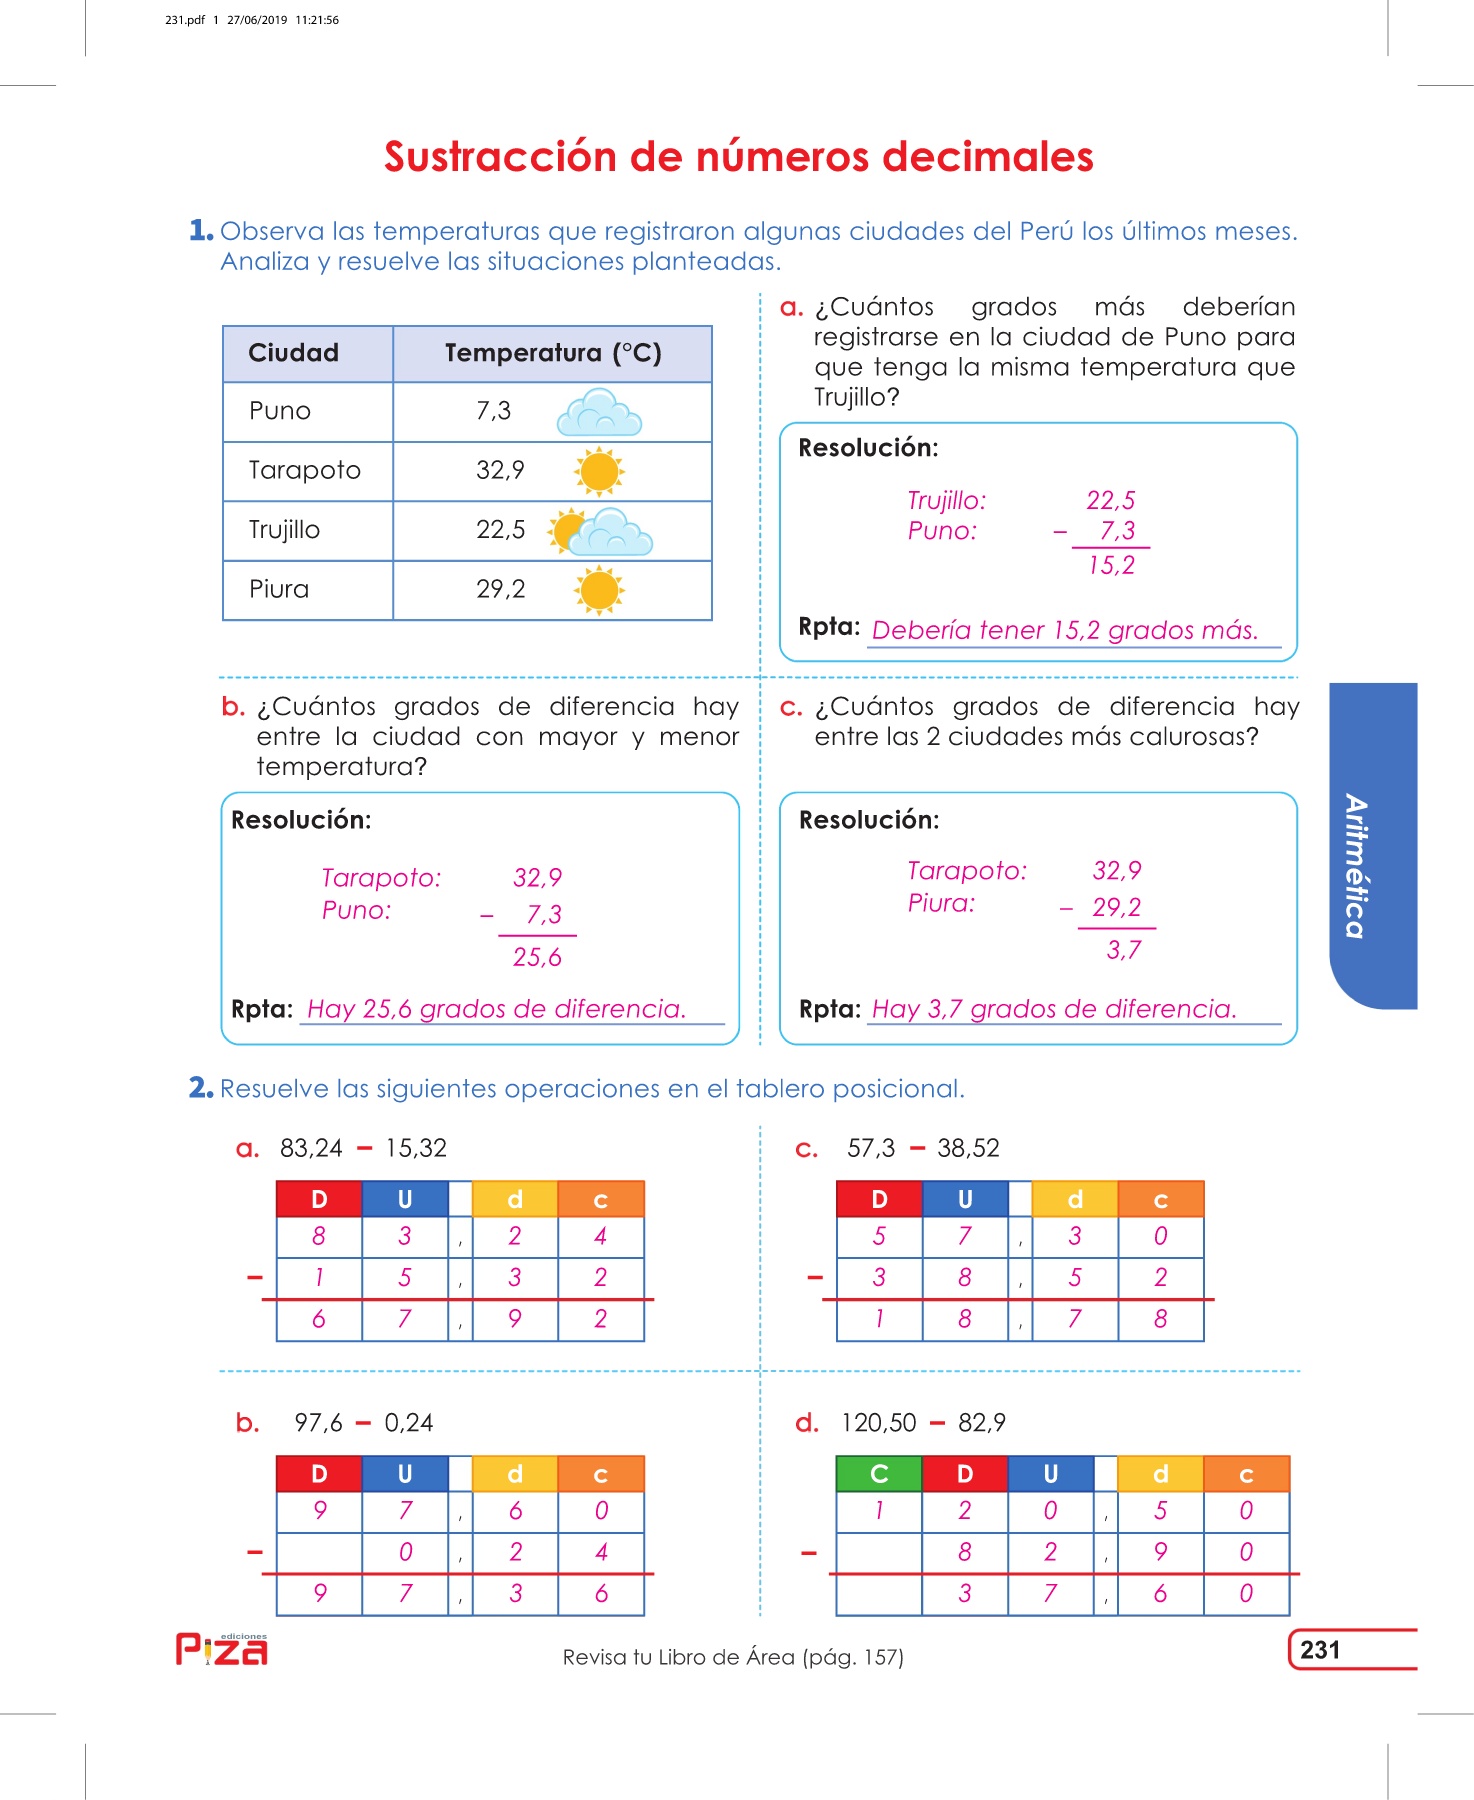 231.pdf 1 27/06/2019 11:21:56
Sustracción de números decimales
1. Observa las temperaturas que registraron algunas ciudades del Perú los últimos meses.
Analiza y resuelve las situaciones planteadas.
Ciudad Temperatura (°C)
Puno 7,3
Tarapoto 32,9
Trujillo 22,5
Piura 29,2
a. ¿Cuántos grados más deberían
registrarse en la ciudad de Puno para
que tenga la misma temperatura que
Trujillo?
Resolución:
Trujillo: 22,5
Puno: – 7,3
15,2
Rpta: Debería tener 15,2 grados más.
b. ¿Cuántos grados de diferencia hay
entre la ciudad con mayor y menor
temperatura?
Resolución:
Tarapoto: 32,9
Puno: – 7,3
25,6
Rpta: Hay 25,6 grados de diferencia.
c. ¿Cuántos grados de diferencia hay
entre las 2 ciudades más calurosas?
Resolución:
Tarapoto: 32,9
Piura: – 29,2
3,7
Rpta: Hay 3,7 grados de diferencia.
Aritmética
2. Resuelve las siguientes operaciones en el tablero posicional.
a. 83,24 – 15,32
D U d c
8 3 , 2 4
– 1 5 , 3 2
6 7 , 9 2
c. 57,3 – 38,52
D U d c
5 7 , 3 0
– 3 8 , 5 2
1 8 , 7 8
b. 97,6 – 0,24
D U d c
9 7 , 6 0
– 0 , 2 4
9 7 , 3 6
d. 120,50 – 82,9
C D U d c
1 2 0 , 5 0
– 8 2 , 9 0
3 7 , 6 0
ediciones
Piza
Revisa tu Libro de Área (pág. 157)
231